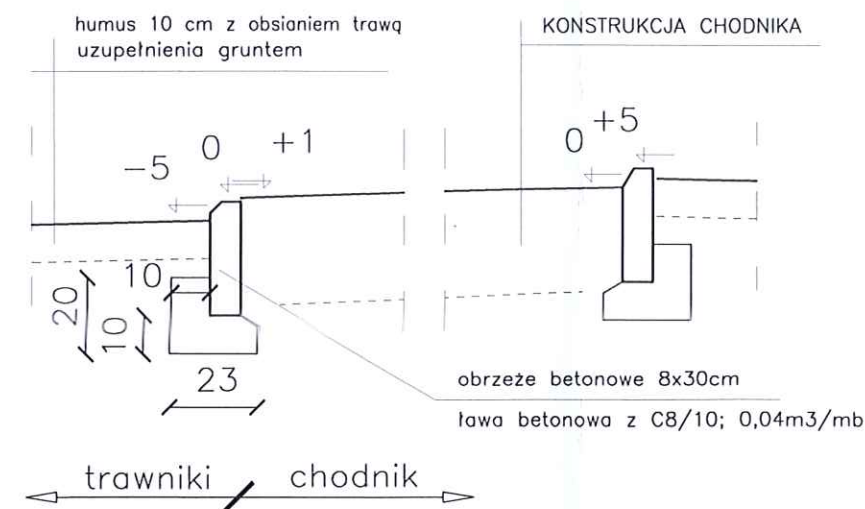 humus 10 cm z obsianiem trawą
uzupełnienia gruntem
KONSTRUKCJA CHODNIKA
-5
0
+1
0
+5
10
20
10
23
obrzeże betonowe 8x30cm
ława betonowa z C8/10; 0,04m3/mb
trawniki
chodnik